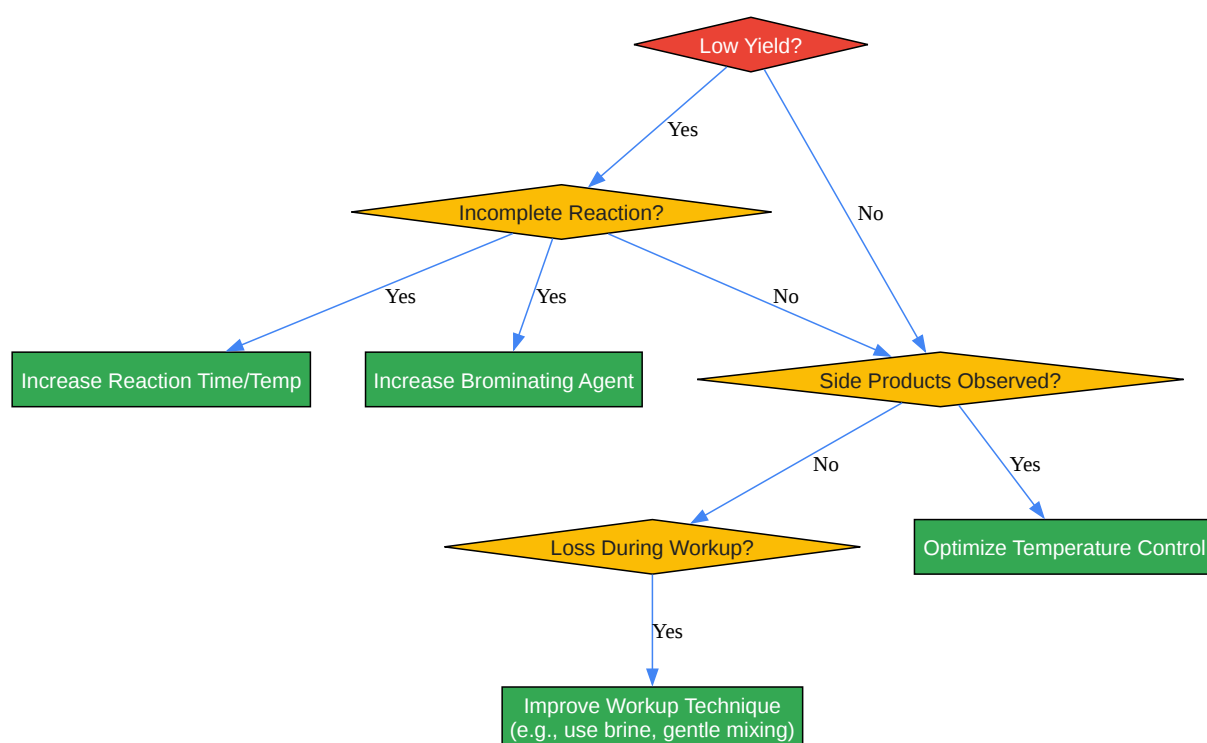 Low Yield?
Yes
No
Incomplete Reaction?
Yes
Yes
No
Increase Reaction Time/Temp
Increase Brominating Agent
Side Products Observed?
No
Yes
Loss During Workup?
Optimize Temperature Control
Yes
Improve Workup Technique
(e.g., use brine, gentle mixing)